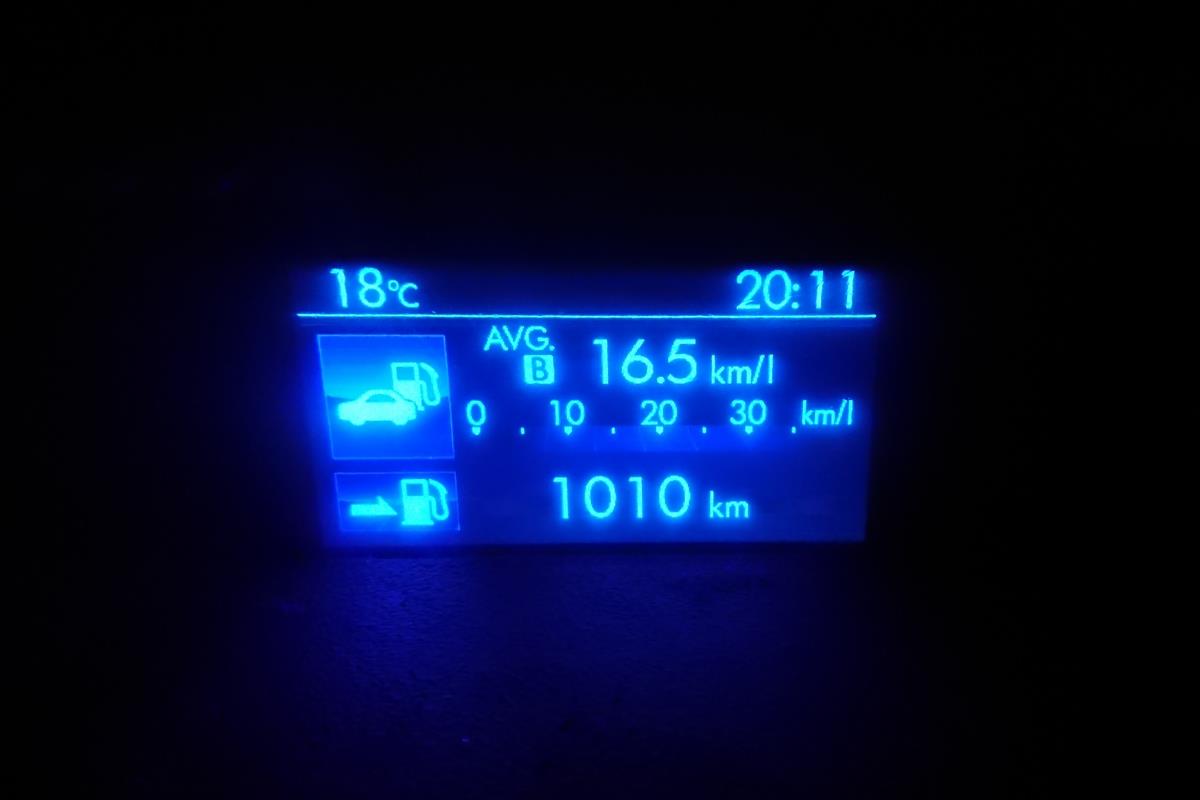 18°C 20:11
AVG. B 16.5 km/l
0 . 10 . 20 . 30 . km/l
1010 km